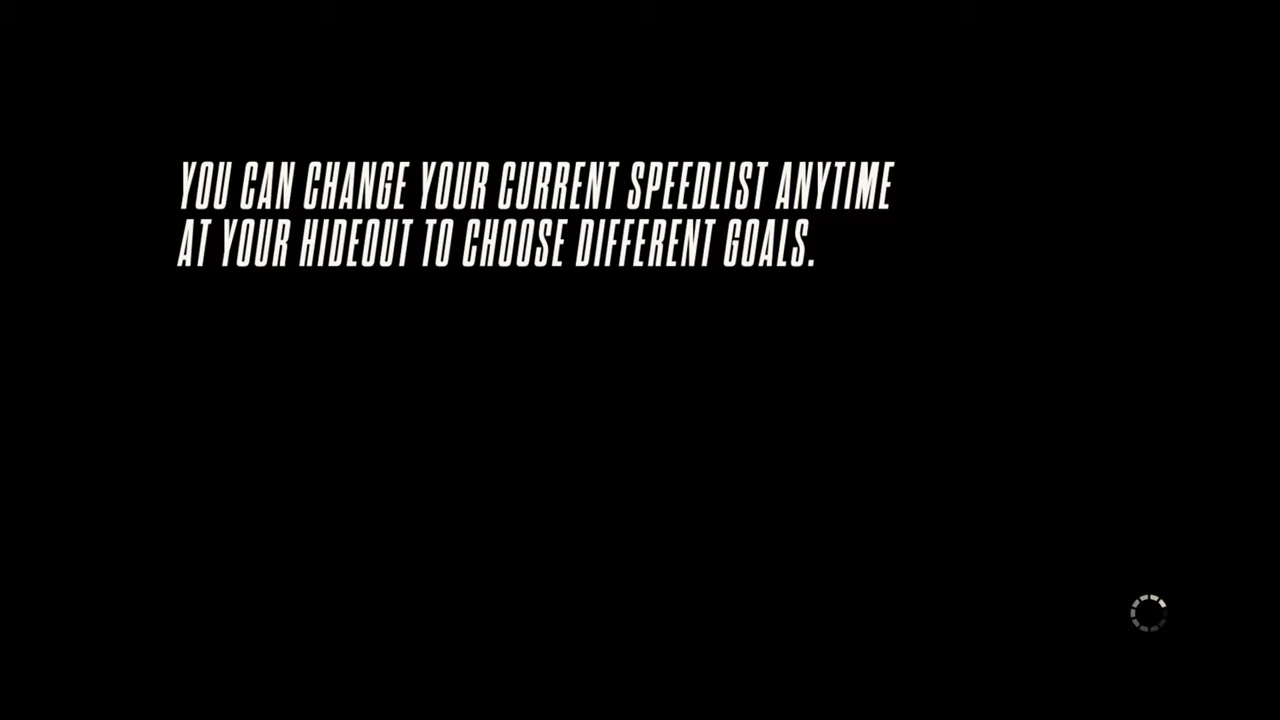 YOU CAN CHANGE YOUR CURRENT SPEEDLIST ANYTIME
AT YOUR HIDEOUT TO CHOOSE DIFFERENT GOALS.